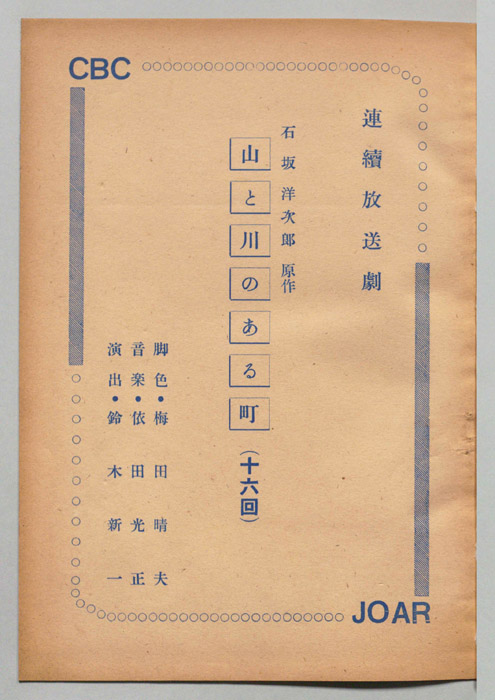 CBC
連續放送劇
石坂洋次郎 原作
山と川のある町
(十六回)
脚色・梅田晴夫
音楽・依田光正
演出・鈴木新一
JOAR